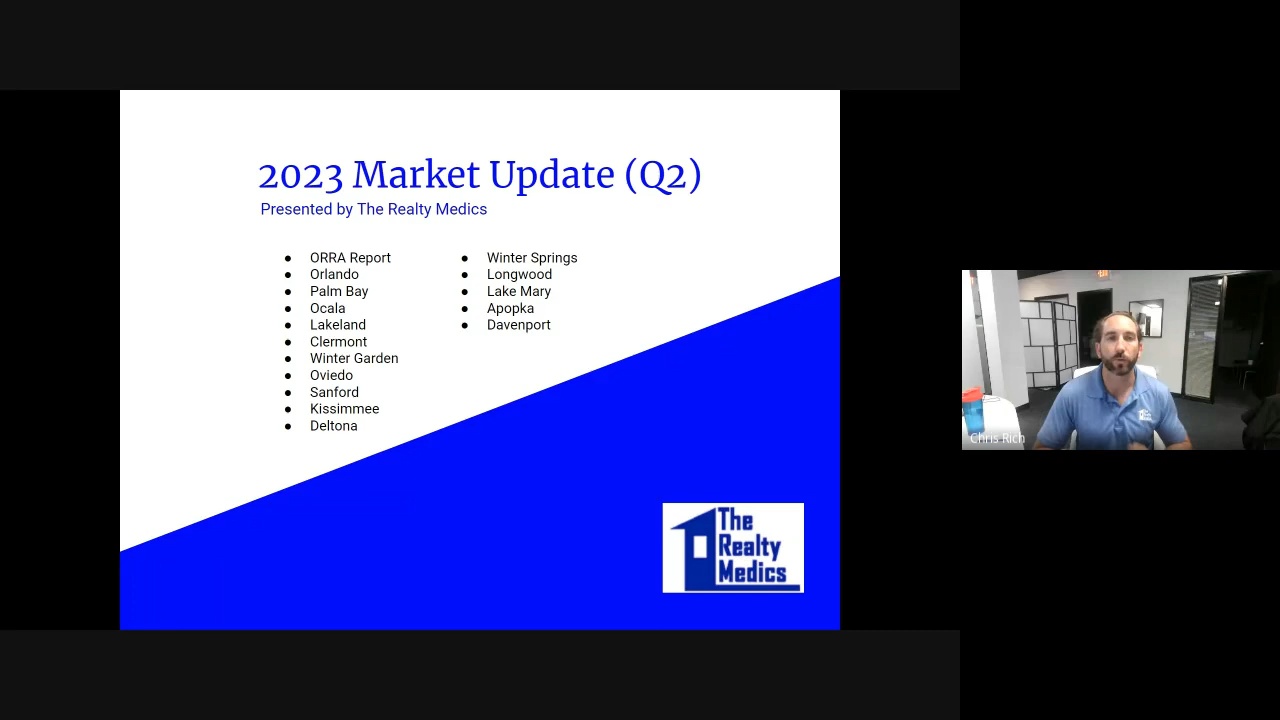 2023 Market Update (Q2)
Presented by The Realty Medics
● ORRA Report
● Orlando
● Palm Bay
● Ocala
● Lakeland
● Clermont
● Winter Garden
● Oviedo
● Sanford
● Kissimmee
● Deltona
● Winter Springs
● Longwood
● Lake Mary
● Apopka
● Davenport
The
Realty
Medics
Chris Rich